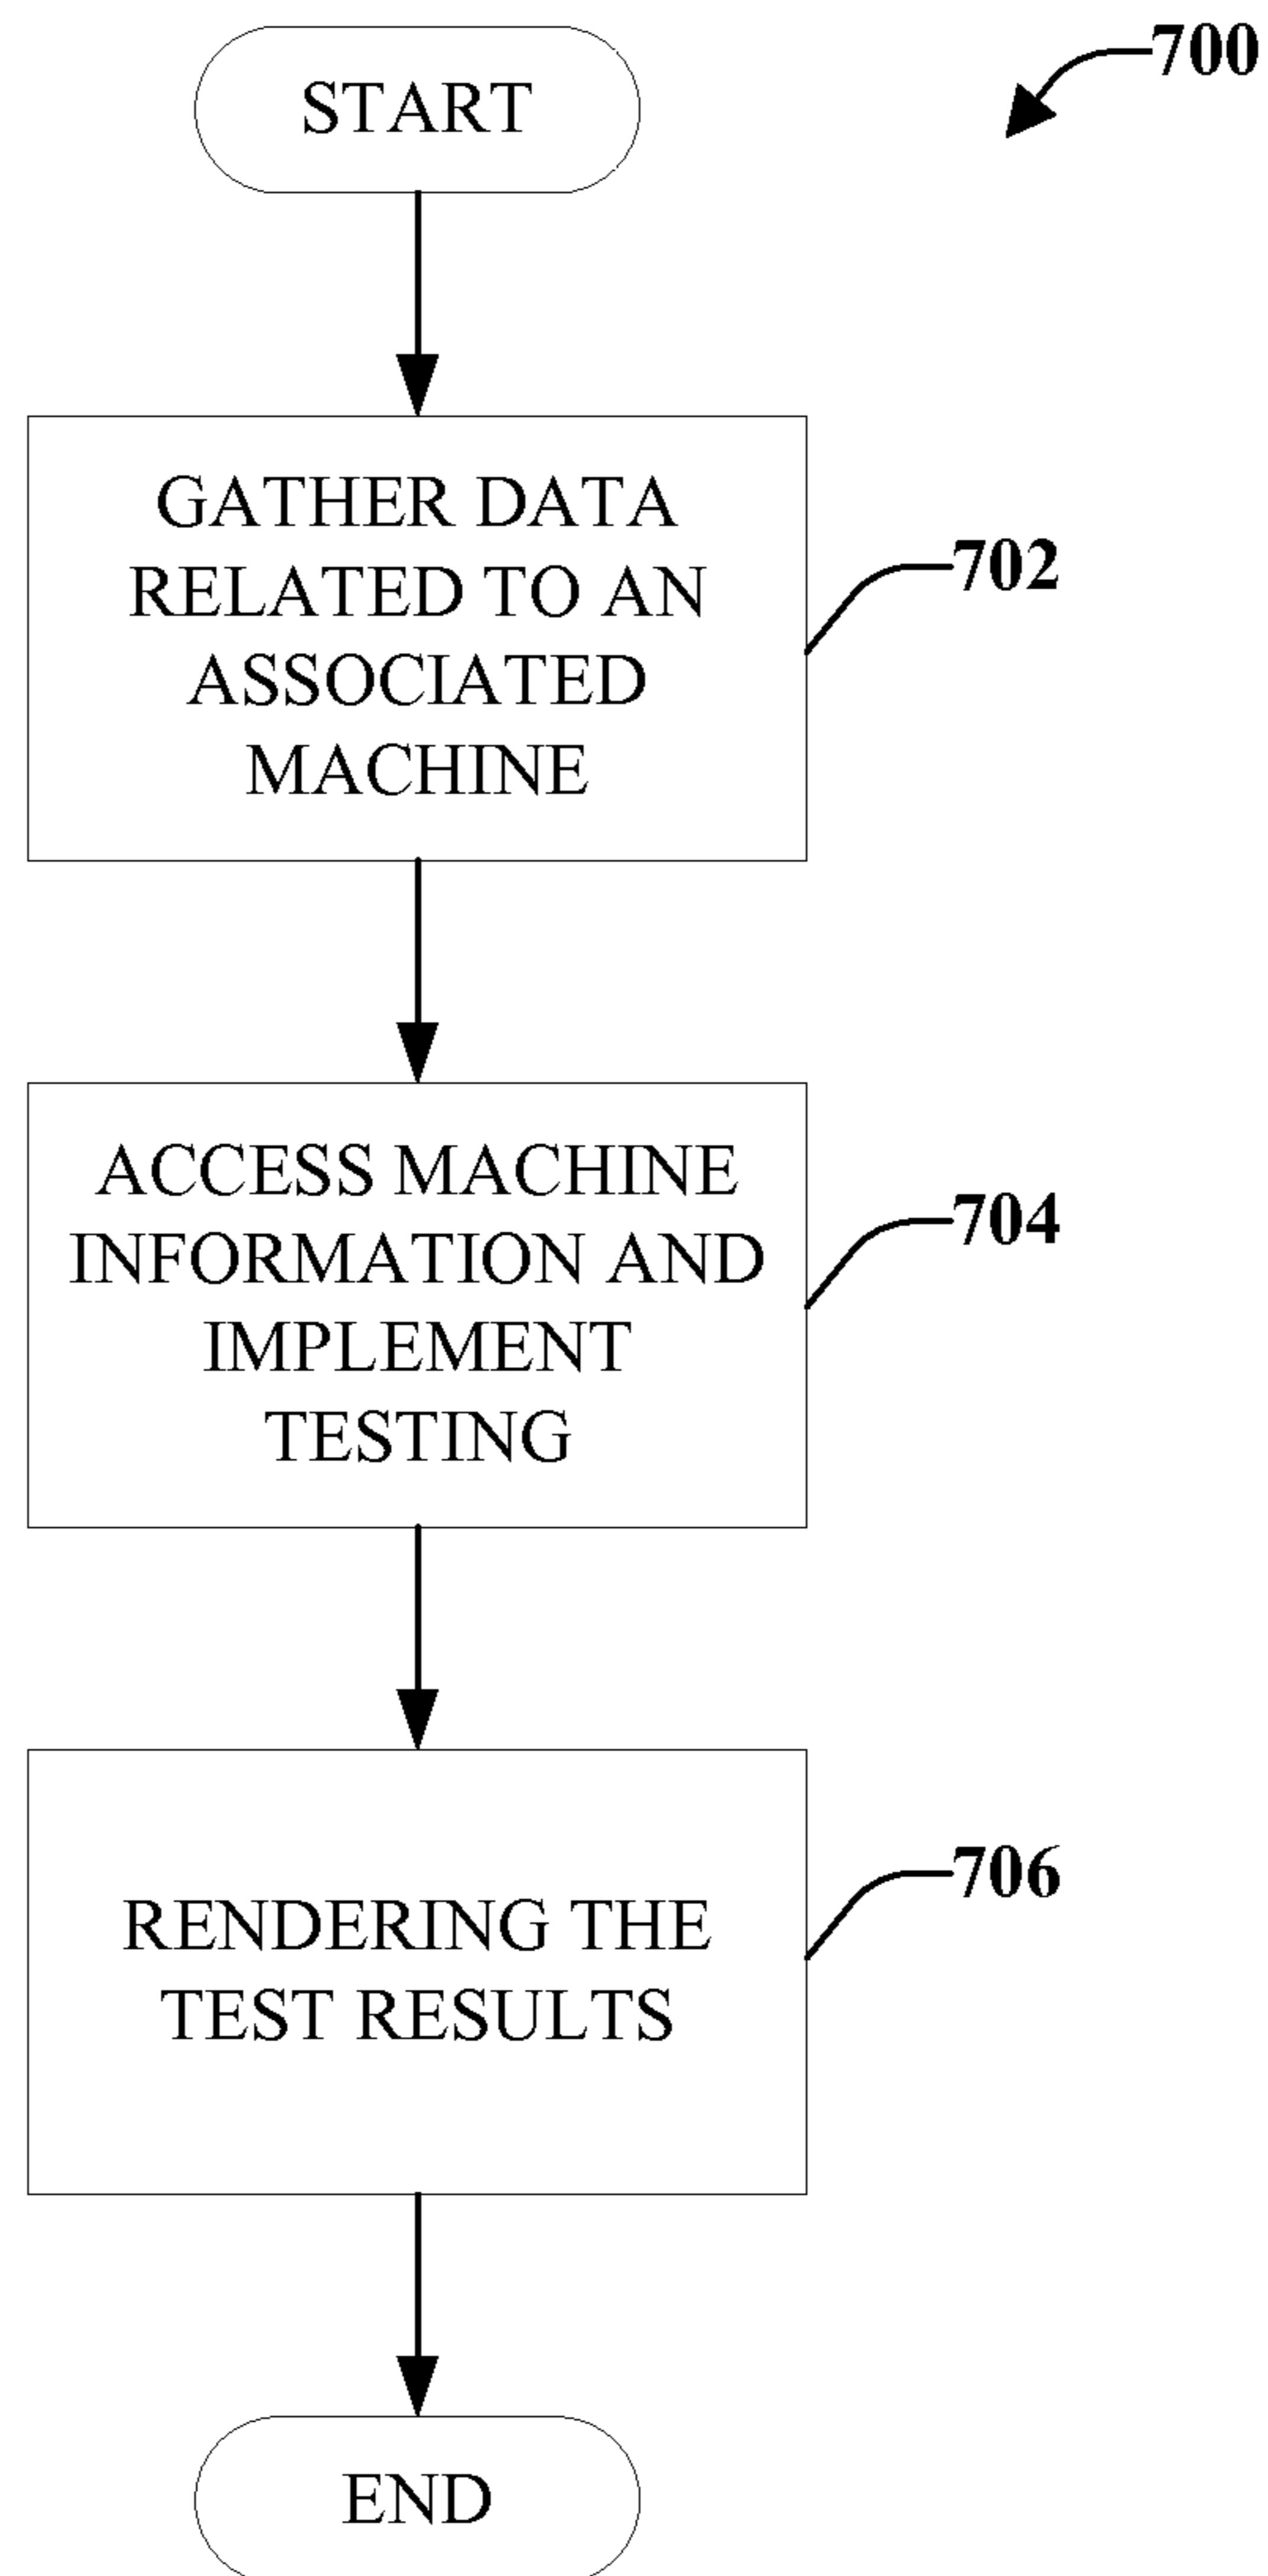 START
700
GATHER DATA
RELATED TO AN
ASSOCIATED
MACHINE
702
ACCESS MACHINE
INFORMATION AND
IMPLEMENT
TESTING
704
RENDERING THE
TEST RESULTS
706
END